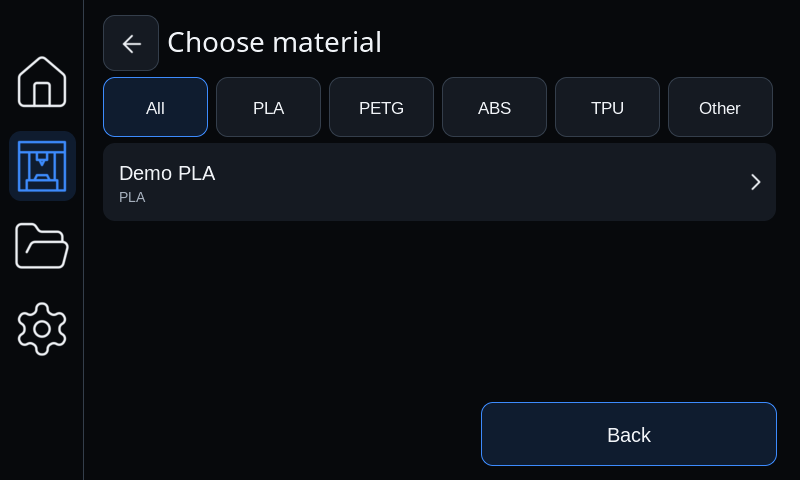 Choose material
All
PLA
PETG
ABS
TPU
Other
Demo PLA
PLA
Back